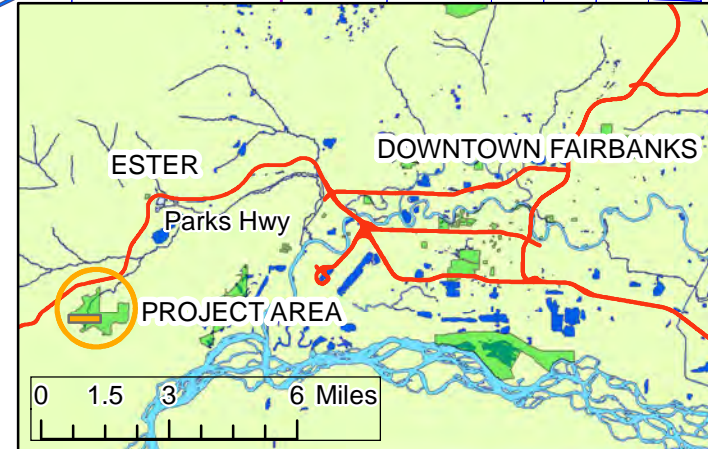 DOWNTOWN FAIRBANKS
ESTER
Parks Hwy
PROJECT AREA
0 1.5 3 6 Miles